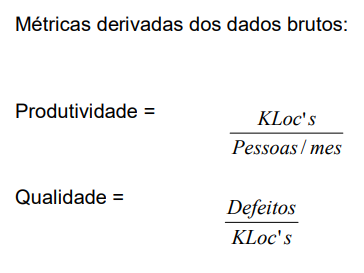 Métricas derivadas dos dados brutos:
Produtividade =
KLoc's
Pessoas / mes
Qualidade =
Defeitos
KLoc's